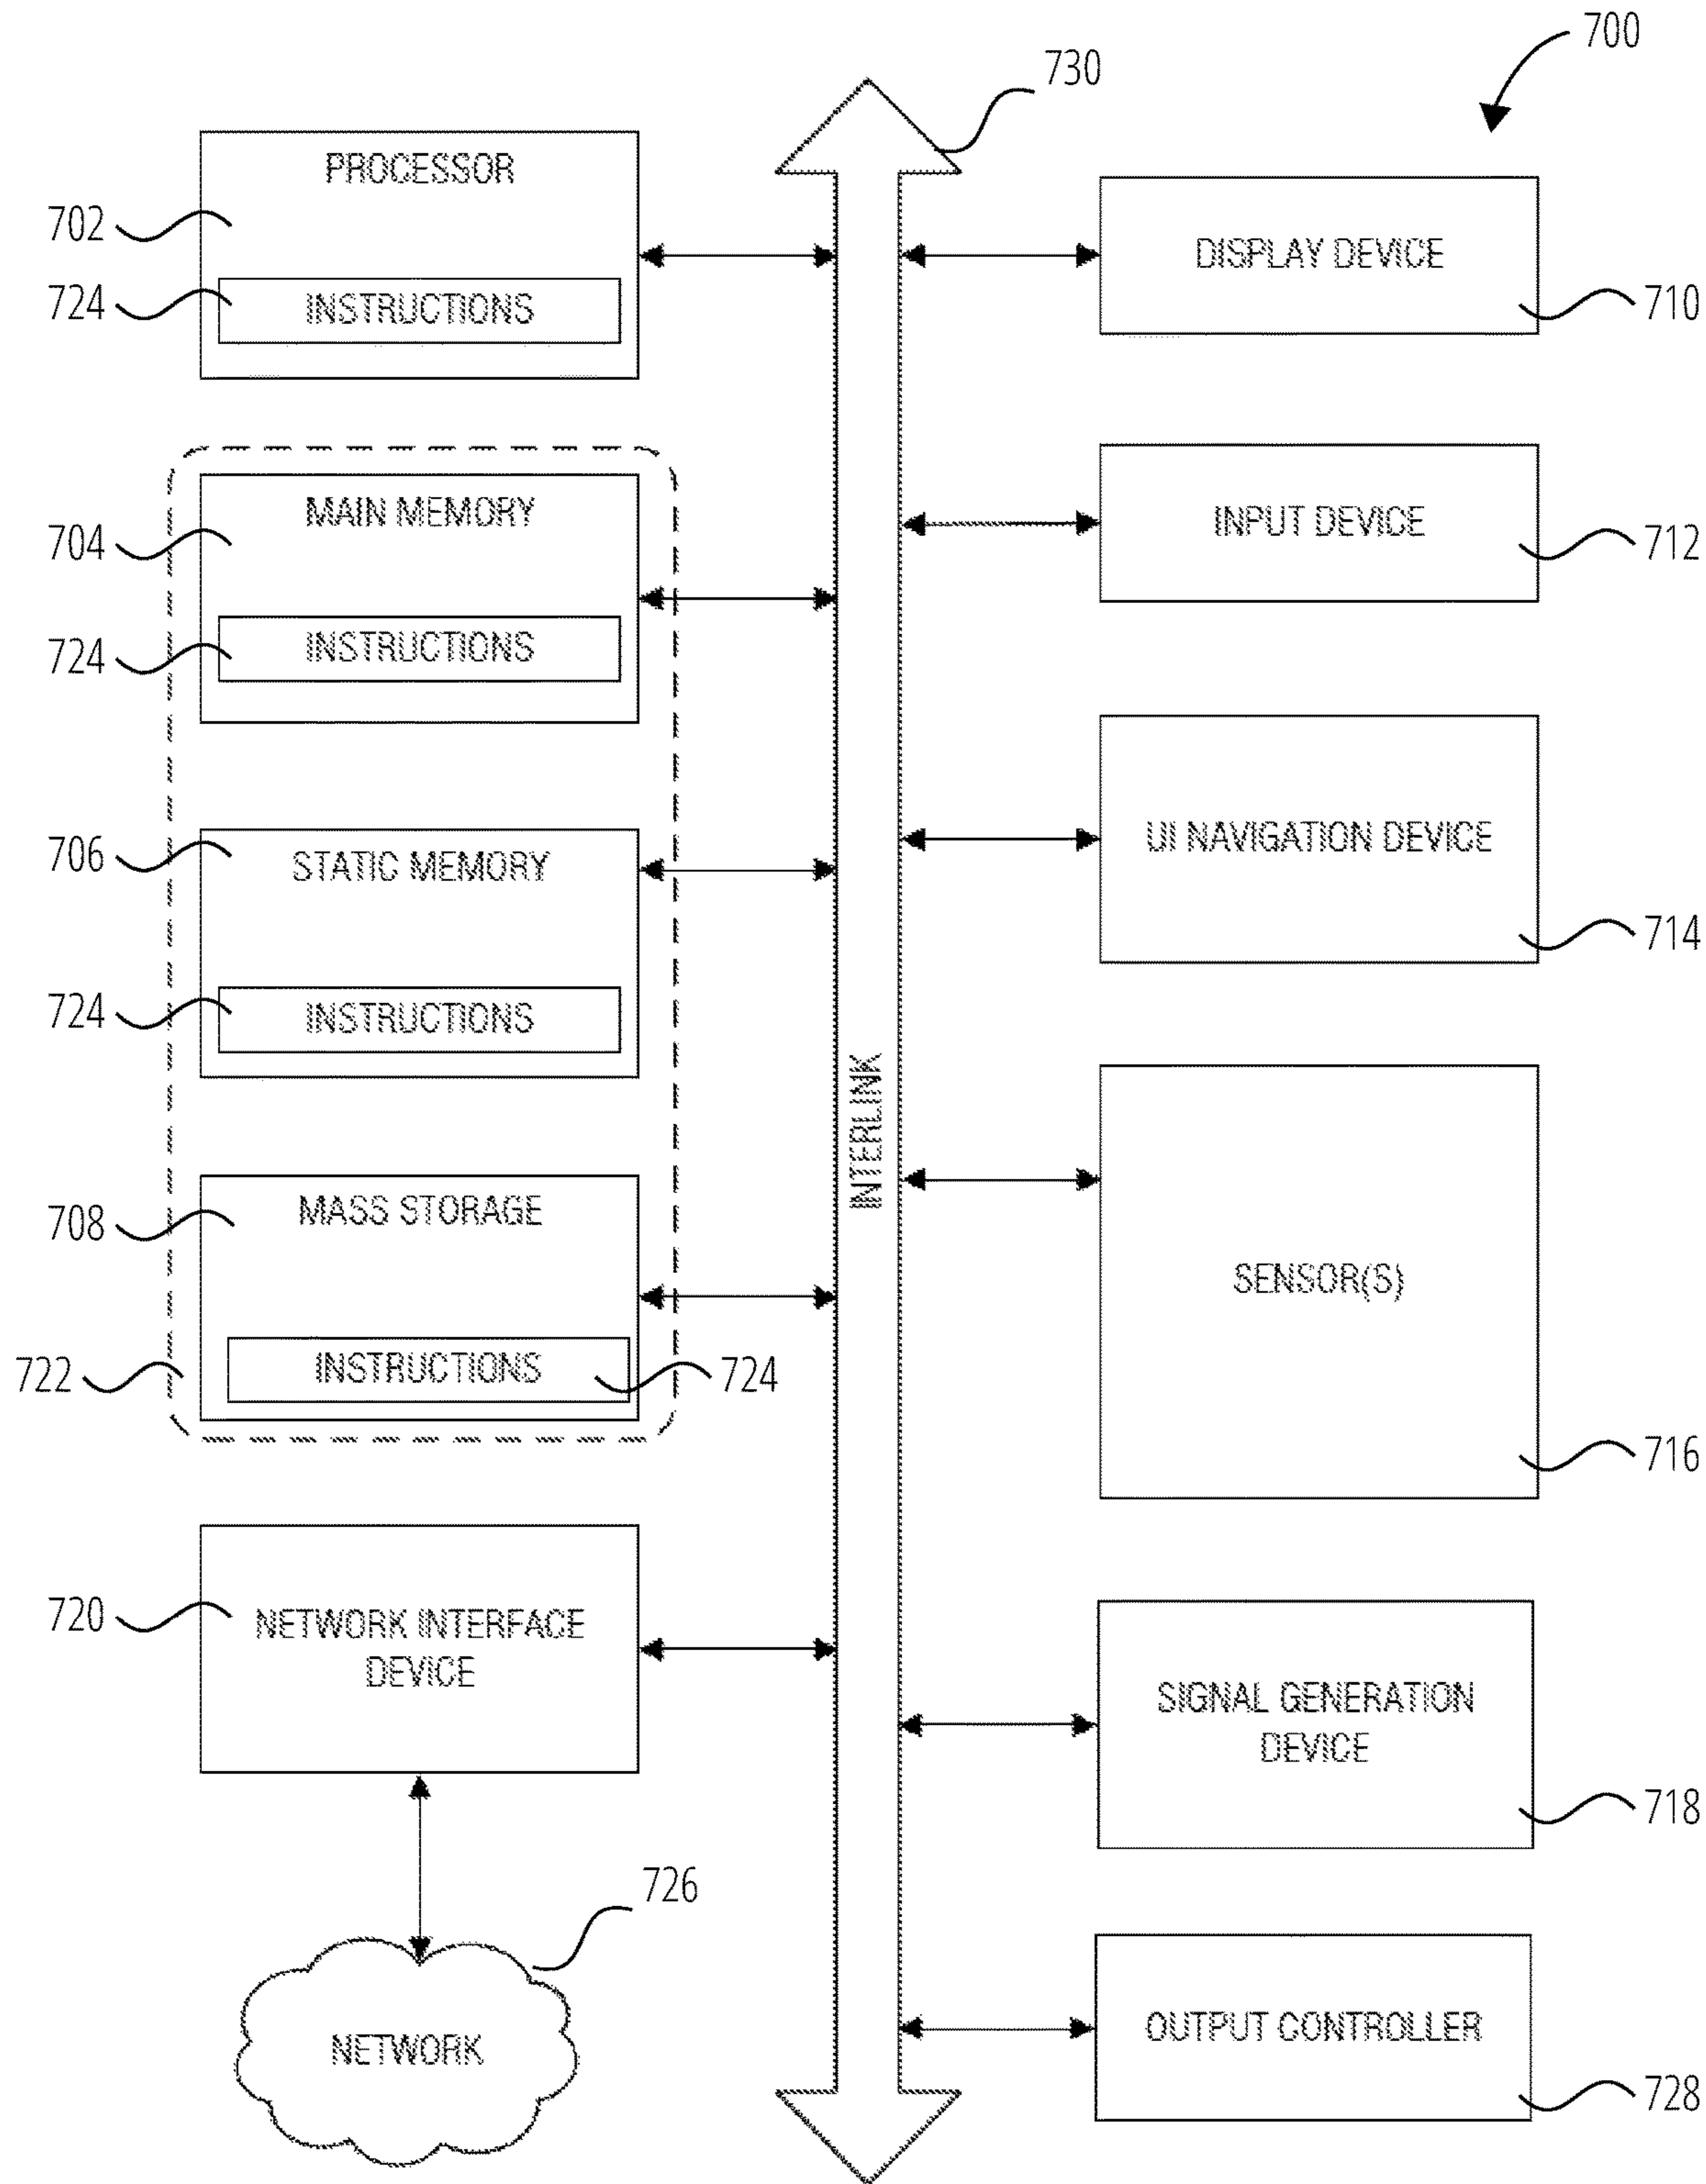 700
730
PROCESSOR
702
724
INSTRUCTIONS
MAIN MEMORY
704
724
INSTRUCTIONS
706
STATIC MEMORY
724
INSTRUCTIONS
708
MASS STORAGE
722
INSTRUCTIONS
724
720
NETWORK INTERFACE
DEVICE
726
NETWORK
INTERLINK
DISPLAY DEVICE
710
INPUT DEVICE
712
UI NAVIGATION DEVICE
714
SENSOR(S)
716
SIGNAL GENERATION
DEVICE
718
OUTPUT CONTROLLER
728